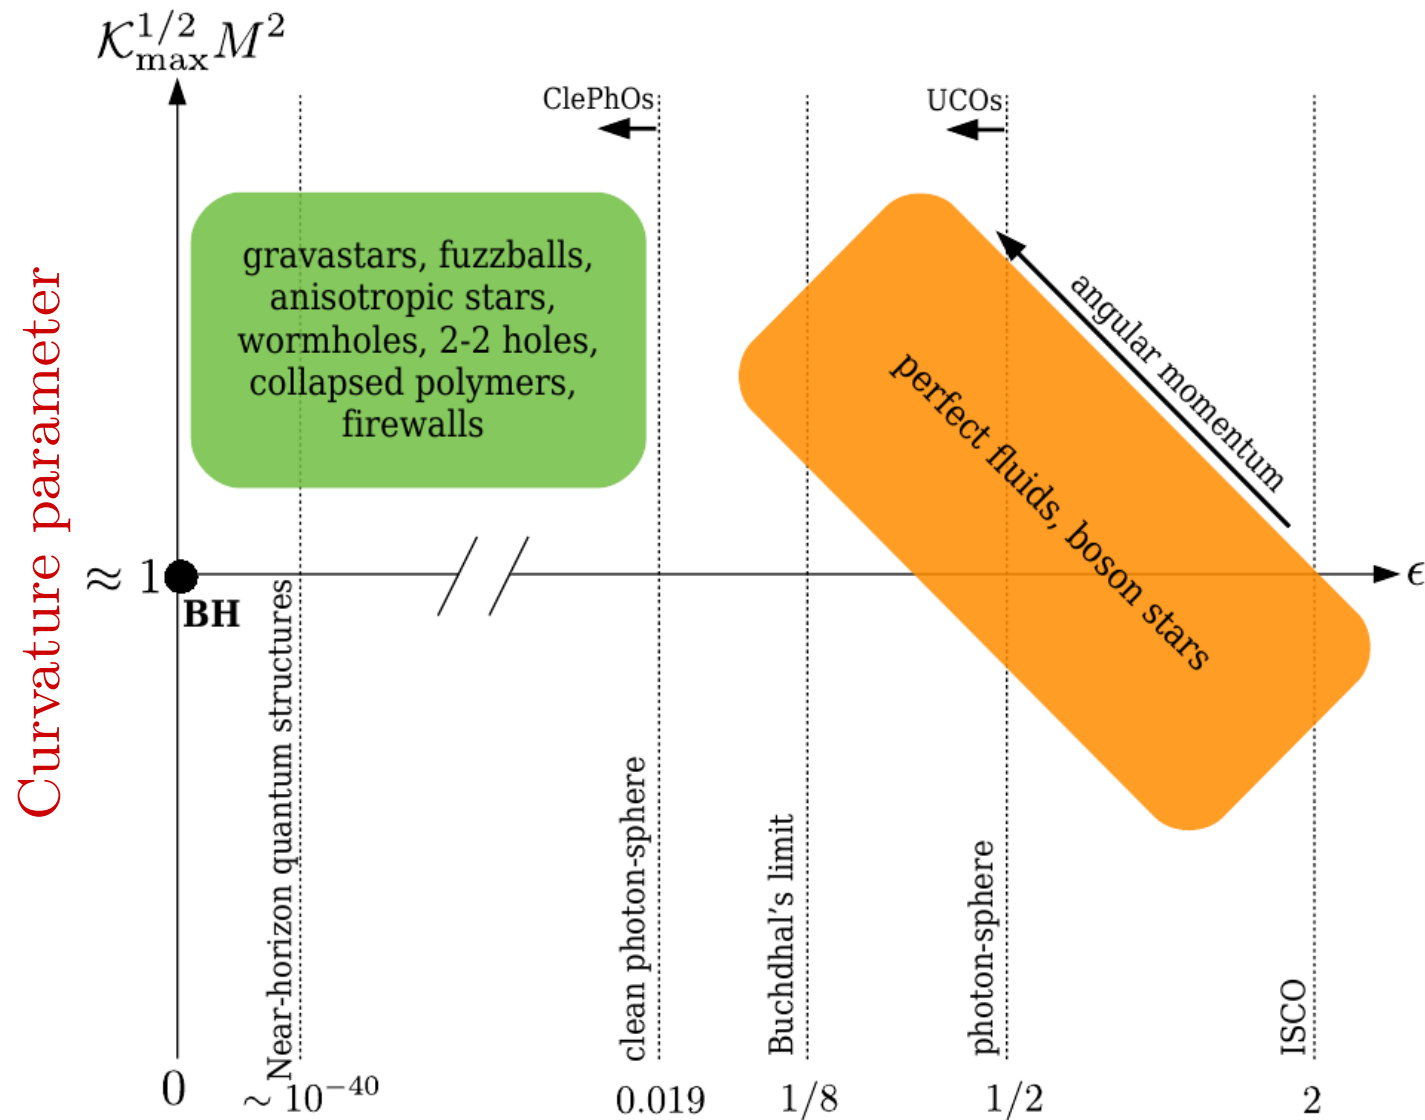 𝒦_max^{1/2} M²
ClePhOs
UCOs
gravastars, fuzzballs,
anisotropic stars,
wormholes, 2-2 holes,
collapsed polymers,
firewalls
angular momentum
perfect fluids, boson stars
Curvature parameter
≈ 1
BH
ϵ
Near-horizon quantum structures
clean photon-sphere
Buchdhal's limit
photon-sphere
ISCO
0
~ 10⁻⁴⁰
0.019
1/8
1/2
2